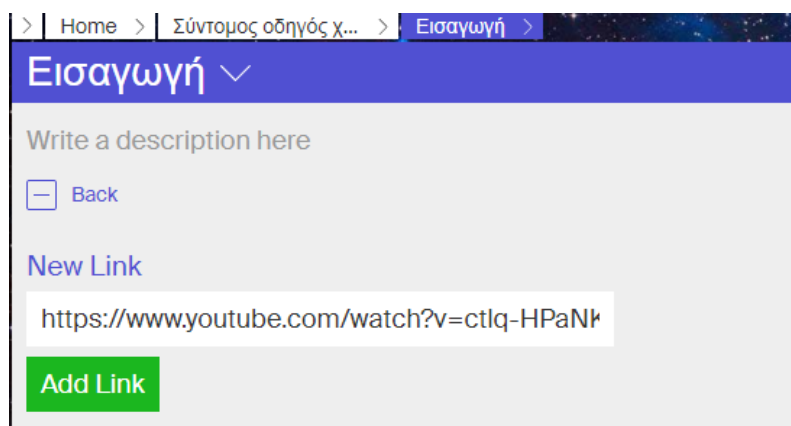 > Home > Σύντομος οδηγός χ... > Εισαγωγή >
Εισαγωγή
Write a description here
Back
New Link
https://www.youtube.com/watch?v=ctlq-HPaNK
Add Link